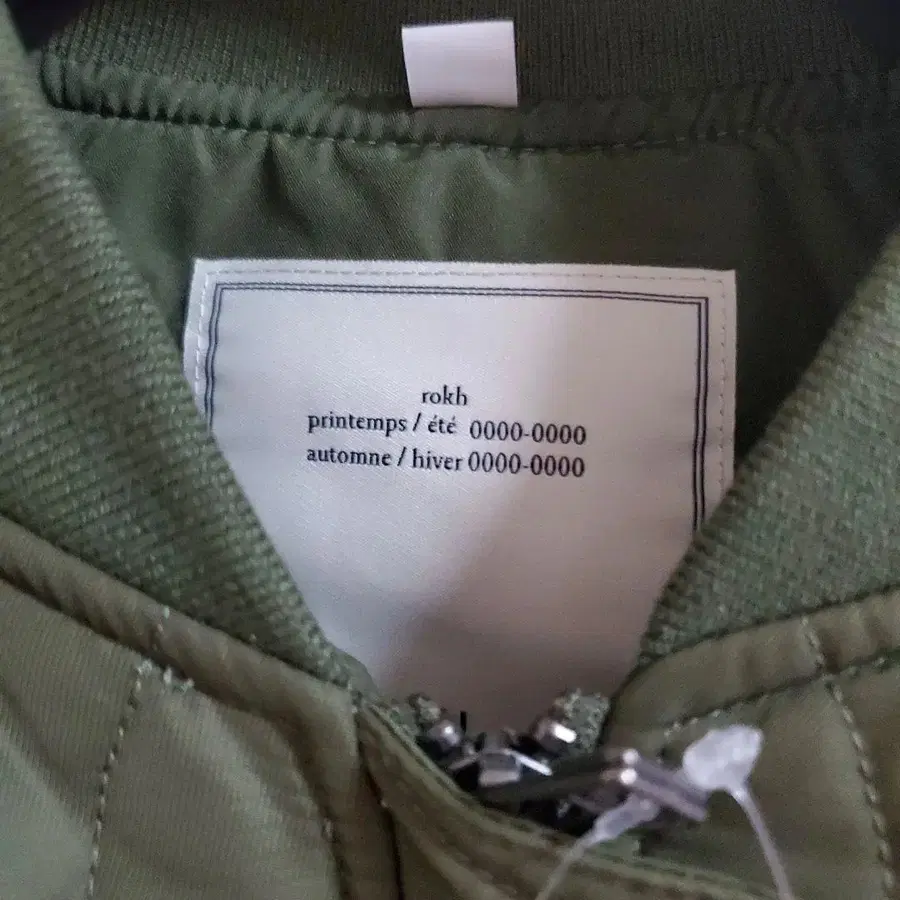 rokh
printemps / été 0000-0000
automne / hiver 0000-0000